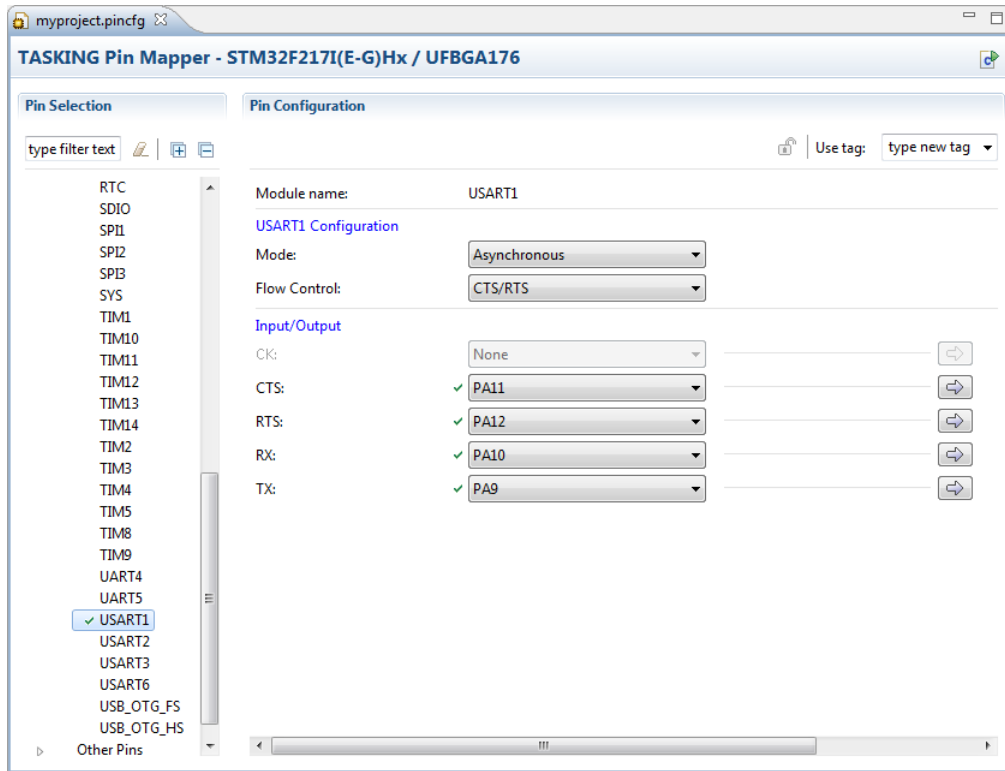 myproject.pincfg
TASKING Pin Mapper - STM32F217I(E-G)Hx / UFBGA176
Pin Selection
type filter text
RTC
SDIO
SPI1
SPI2
SPI3
SYS
TIM1
TIM10
TIM11
TIM12
TIM13
TIM14
TIM2
TIM3
TIM4
TIM5
TIM8
TIM9
UART4
UART5
USART1
USART2
USART3
USART6
USB_OTG_FS
USB_OTG_HS
Other Pins
Pin Configuration
Use tag: type new tag
Module name: USART1
USART1 Configuration
Mode: Asynchronous
Flow Control: CTS/RTS
Input/Output
CK: None
CTS: PA11
RTS: PA12
RX: PA10
TX: PA9